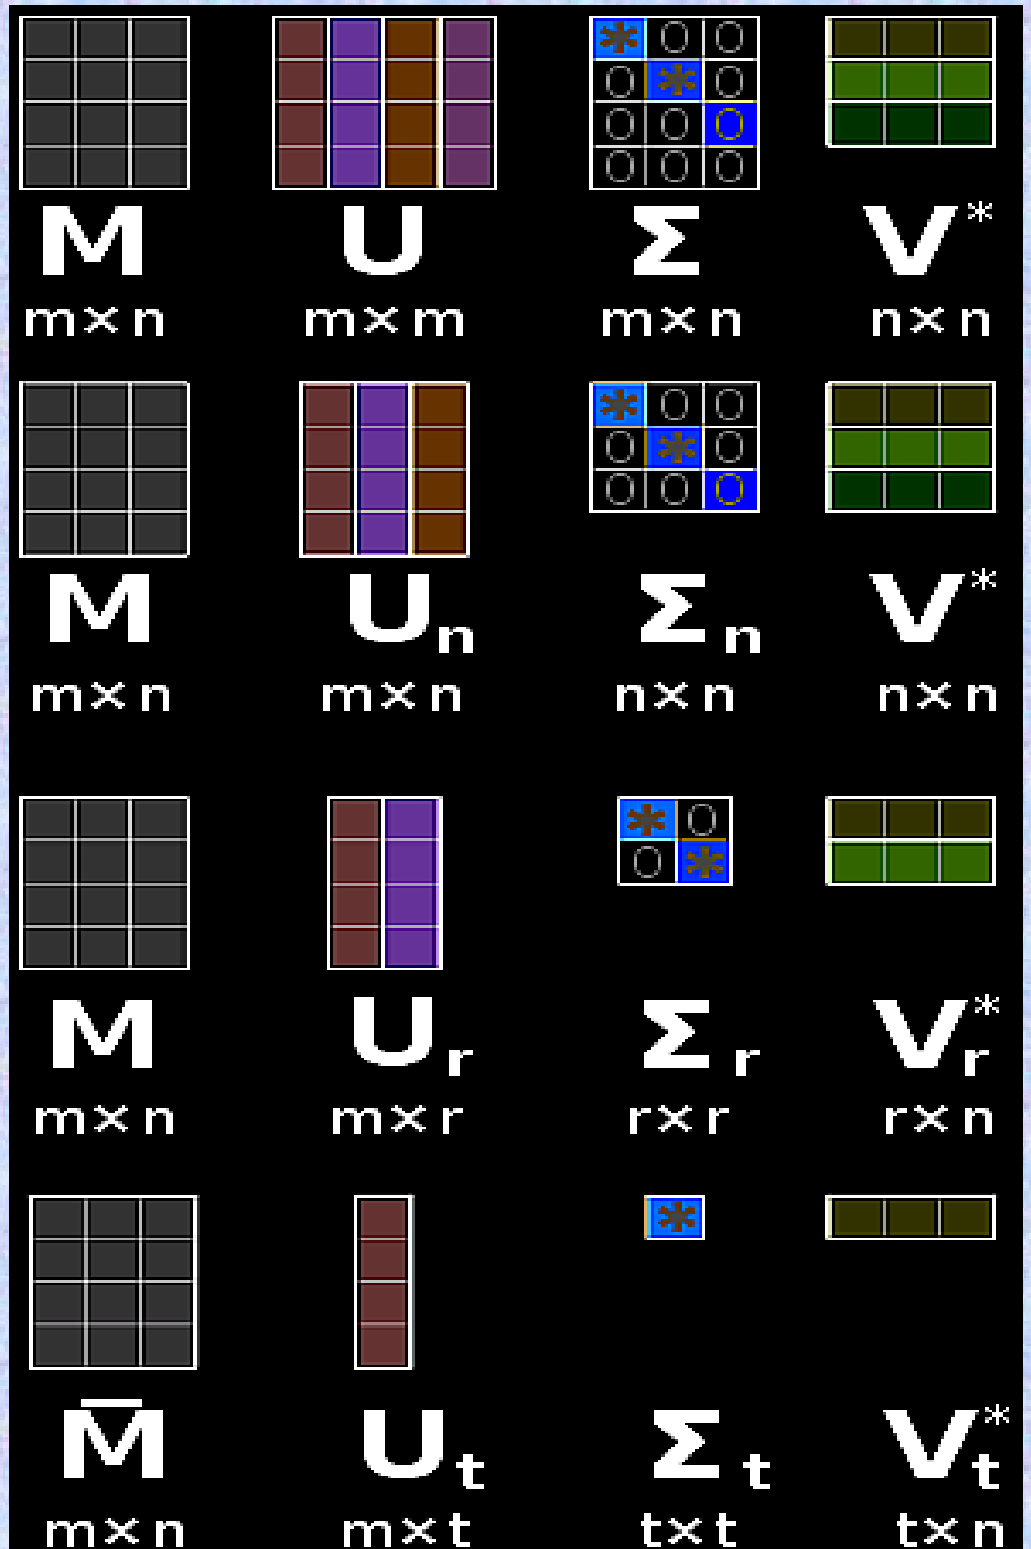 * O O
O * O
O O O
O O O
M U Σ V*
m×n m×m m×n n×n
* O O
O * O
O O O
M Uₙ Σₙ V*
m×n m×n n×n n×n
* O
O *
M Uᵣ Σᵣ Vᵣ*
m×n m×r r×r r×n
*
M̅ Uₜ Σₜ Vₜ*
m×n m×t t×t t×n